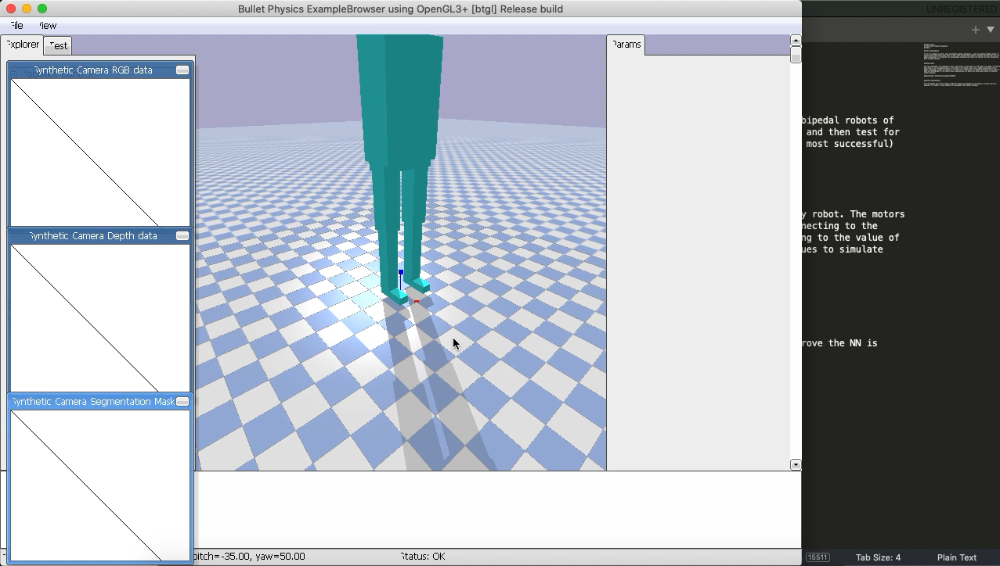 Bullet Physics ExampleBrowser using OpenGL3+ [btgl] Release build
UNREGISTERED
File View
Explorer Test
Params
Synthetic Camera RGB data
Synthetic Camera Depth data
Synthetic Camera Segmentation Mask
bipedal robots of
and then test for
most successful)
y robot. The motors
necting to the
ng to the value of
ues to simulate
rove the NN is
pitch=-35.00, yaw=50.00
Status: OK
15511
Tab Size: 4
Plain Text